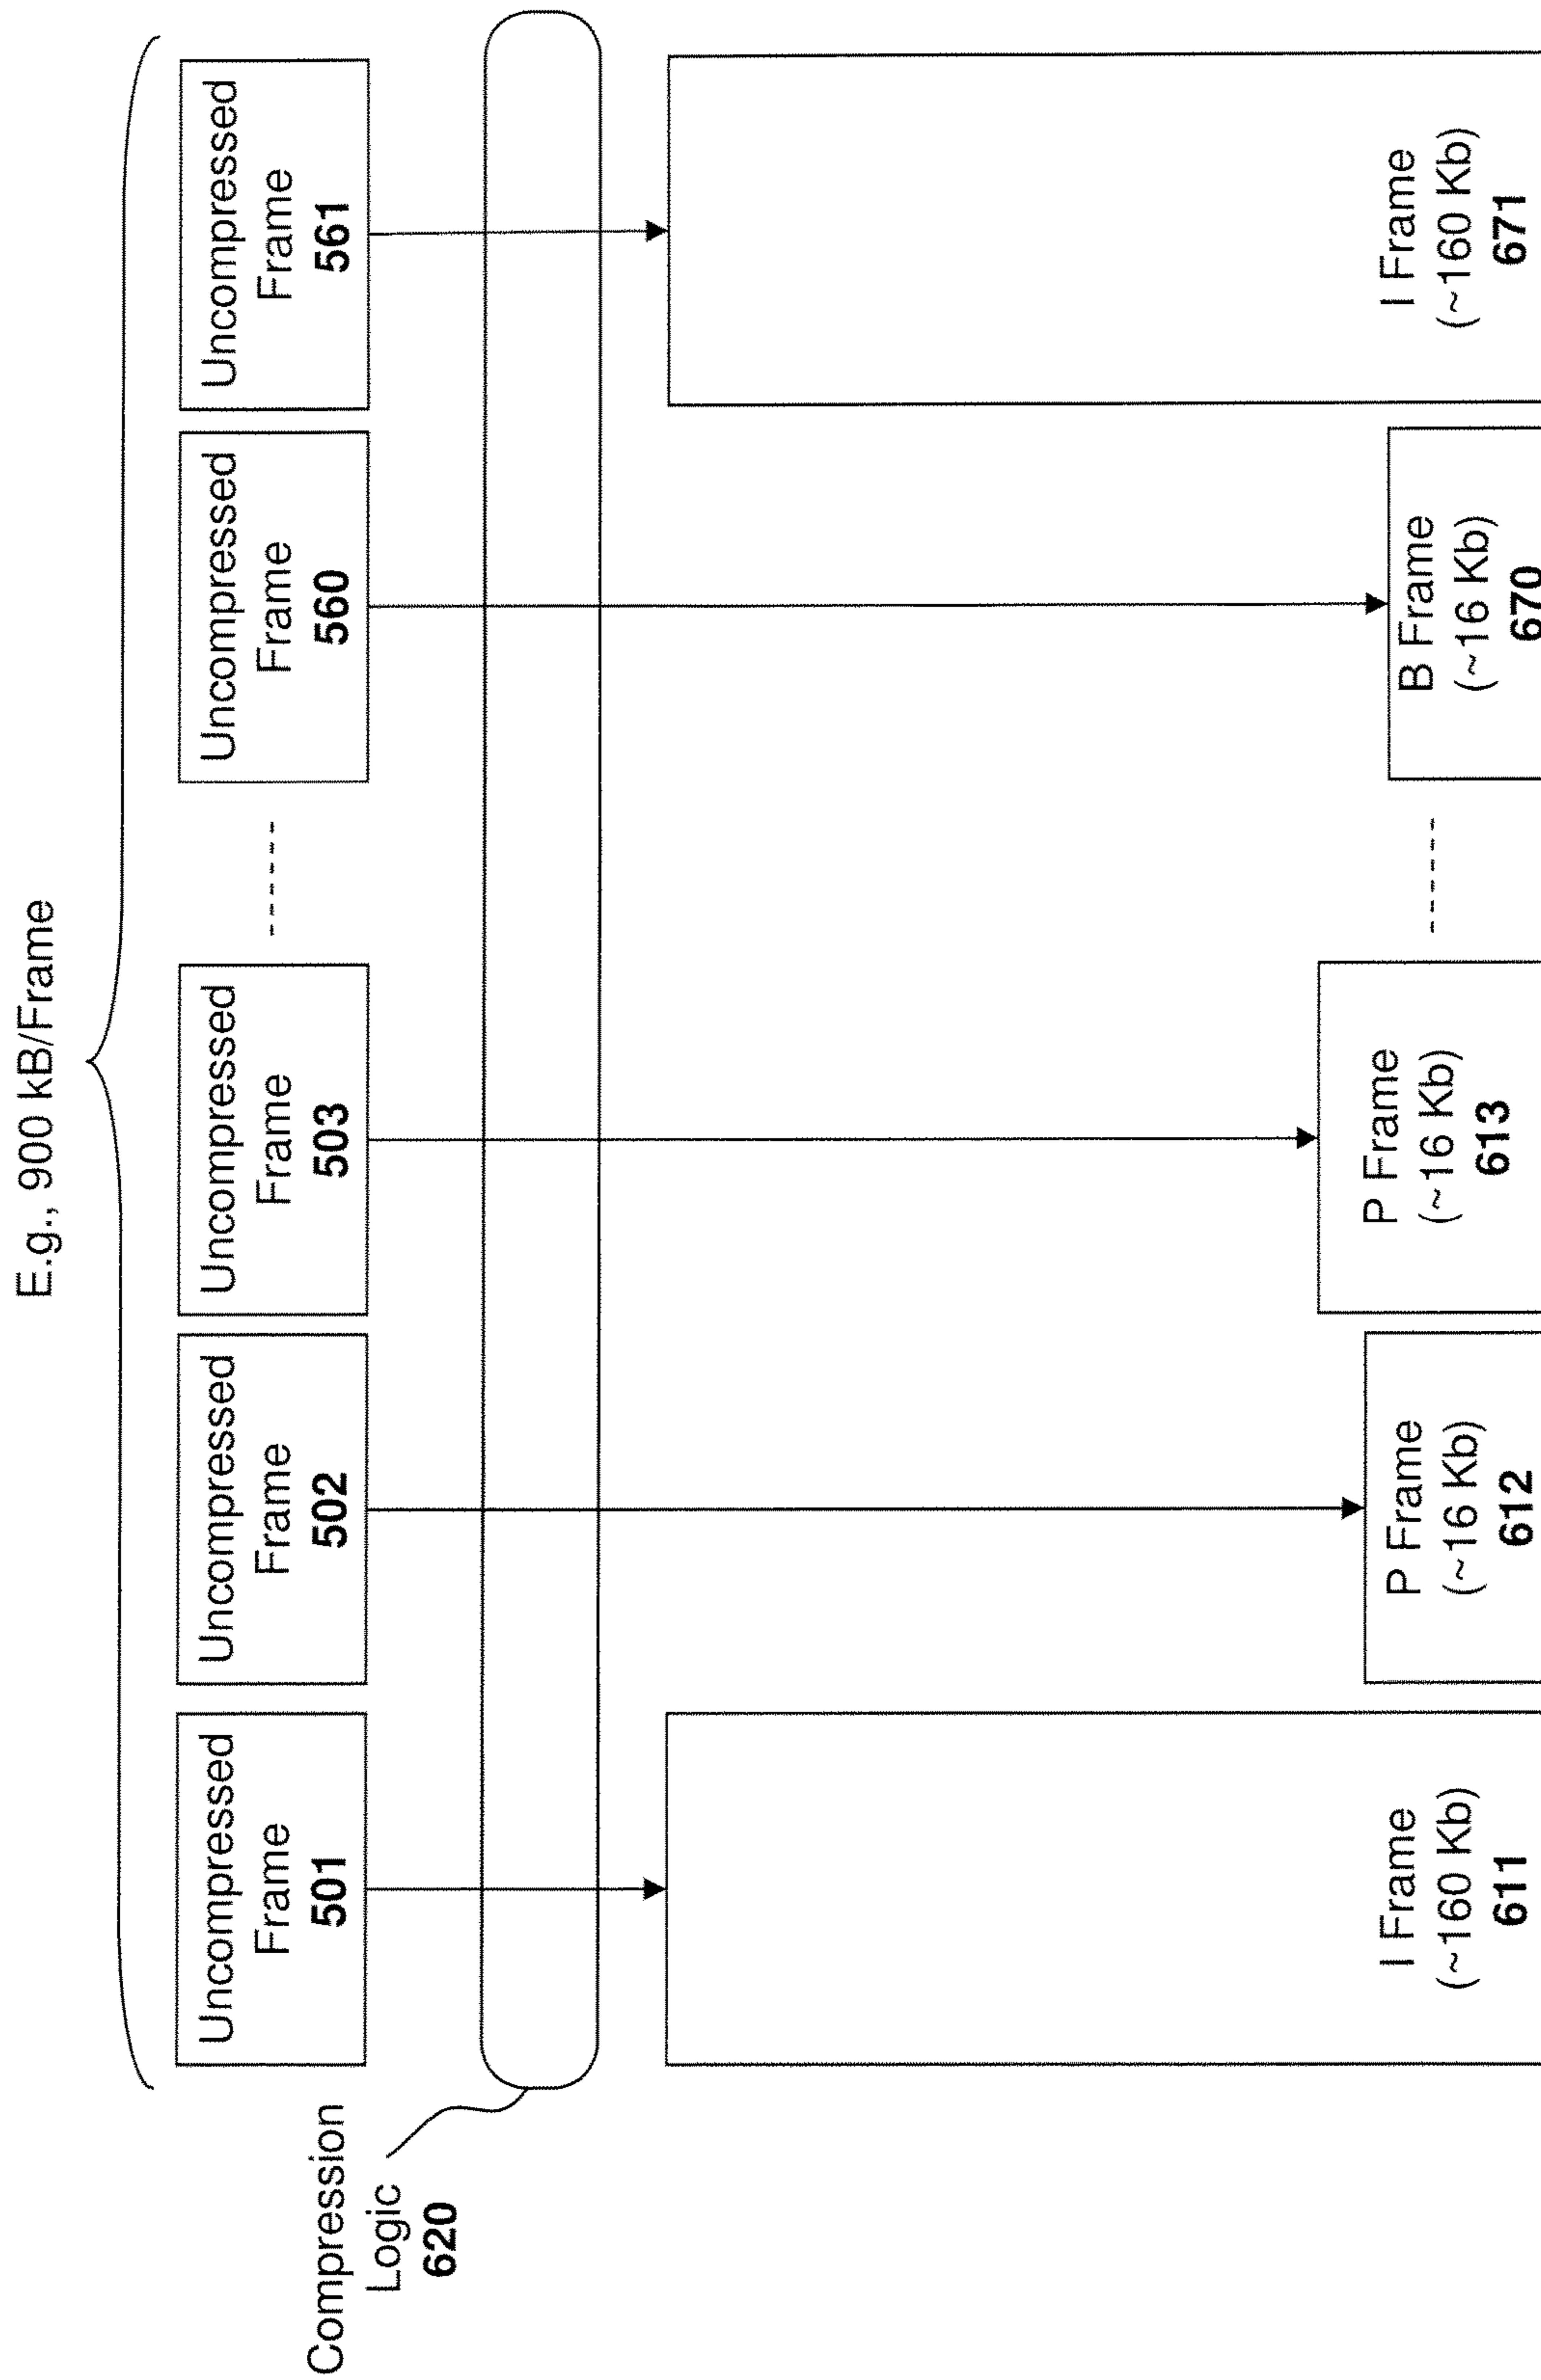 E.g., 900 kB/Frame
Uncompressed
Frame
501
Uncompressed
Frame
502
Uncompressed
Frame
503
Uncompressed
Frame
560
Uncompressed
Frame
561
Compression
Logic
620
I Frame
(~160 Kb)
611
P Frame
(~16 Kb)
612
P Frame
(~16 Kb)
613
B Frame
(~16 Kb)
670
I Frame
(~160 Kb)
671